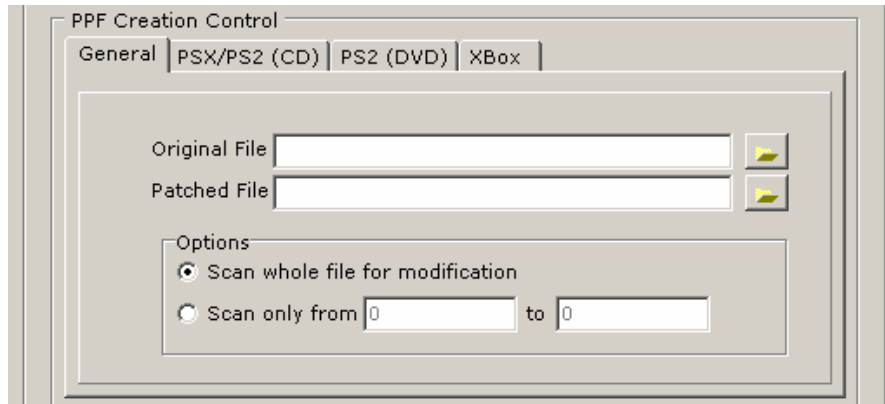 PPF Creation Control
General PSX/PS2 (CD) PS2 (DVD) XBox
Original File
Patched File
Options
Scan whole file for modification
Scan only from 0 to 0